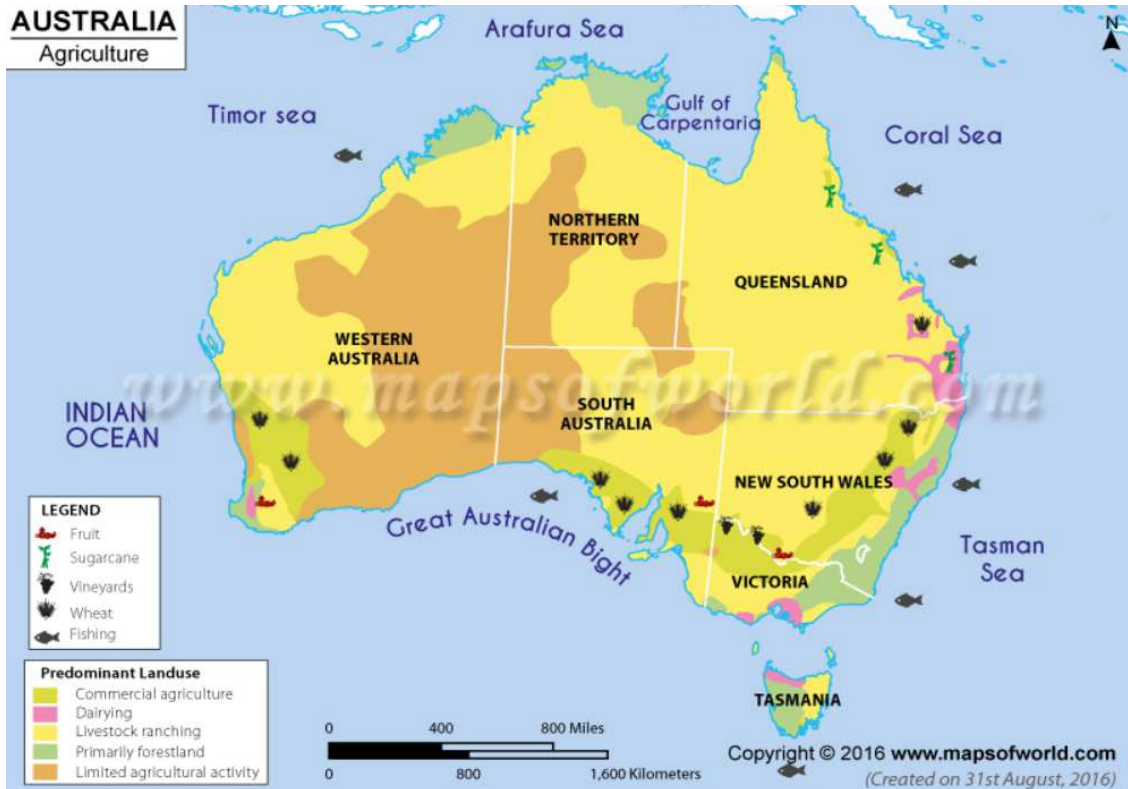 AUSTRALIA
Agriculture
Arafura Sea
N
Timor sea
Gulf of
Carpentaria
Coral Sea
NORTHERN
TERRITORY
QUEENSLAND
WESTERN
AUSTRALIA
www.mapsofworld.com
SOUTH
AUSTRALIA
INDIAN
OCEAN
NEW SOUTH WALES
Great Australian Bight
Tasman
Sea
VICTORIA
TASMANIA
LEGEND
Fruit
Sugarcane
Vineyards
Wheat
Fishing
Predominant Landuse
Commercial agriculture
Dairying
Livestock ranching
Primarily forestland
Limited agricultural activity
0 400 800 Miles
0 800 1,600 Kilometers
Copyright © 2016 www.mapsofworld.com
(Created on 31st August, 2016)